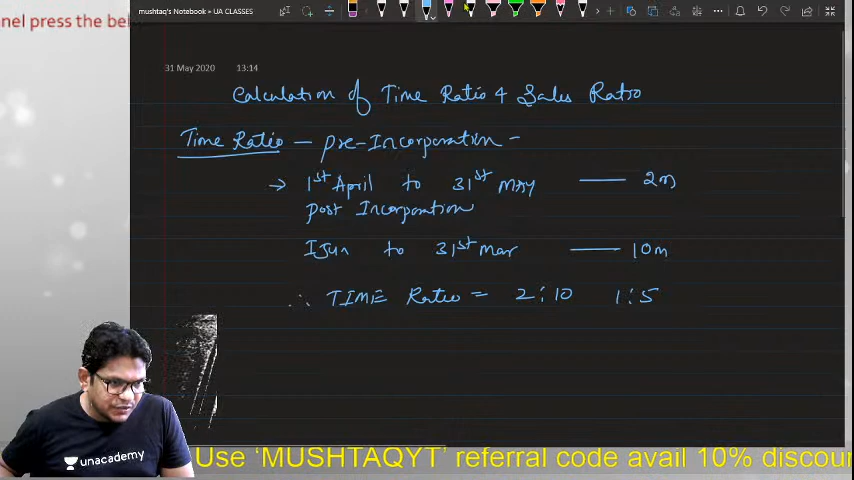 nel press the be
mushtaq's Notebook » UA CLASSES
31 May 2020 13:14
Calculation of Time Ratio & Sales Ratio
Time Ratio — pre-Incorporation -
→ 1st April to 31st MAY — 2m
post Incorporation
1Jun to 31st Mar — 10m
∴ TIME Ratio = 2:10 1:5
unacademy
Use ‘MUSHTAQYT’ referral code avail 10% discou